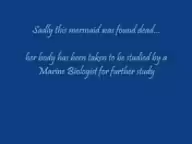 Sadly this mermaid was found dead...
her body has been taken to be studied by a
Marine Biologist for further study